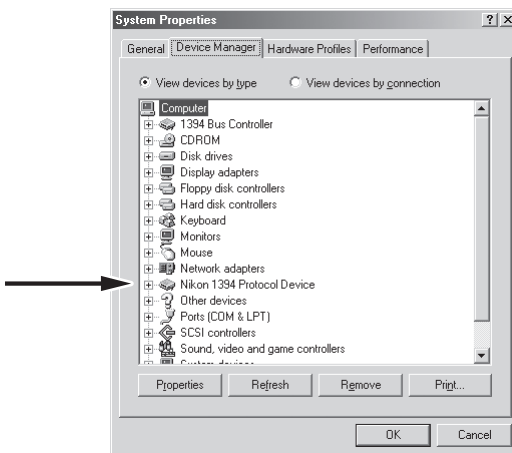 System Properties
General Device Manager Hardware Profiles Performance
View devices by type View devices by connection
Computer
1394 Bus Controller
CDROM
Disk drives
Display adapters
Floppy disk controllers
Hard disk controllers
Keyboard
Monitors
Mouse
Network adapters
Nikon 1394 Protocol Device
Other devices
Ports (COM & LPT)
SCSI controllers
Sound, video and game controllers
System devices
Properties Refresh Remove Print...
OK Cancel